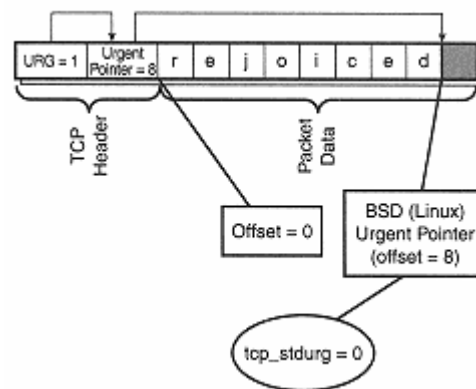 URG = 1
Urgent
Pointer = 8
r e j o i c e d
TCP
Header
Packet
Data
Offset = 0
BSD (Linux)
Urgent Pointer
(offset = 8)
tcp_stdurg = 0